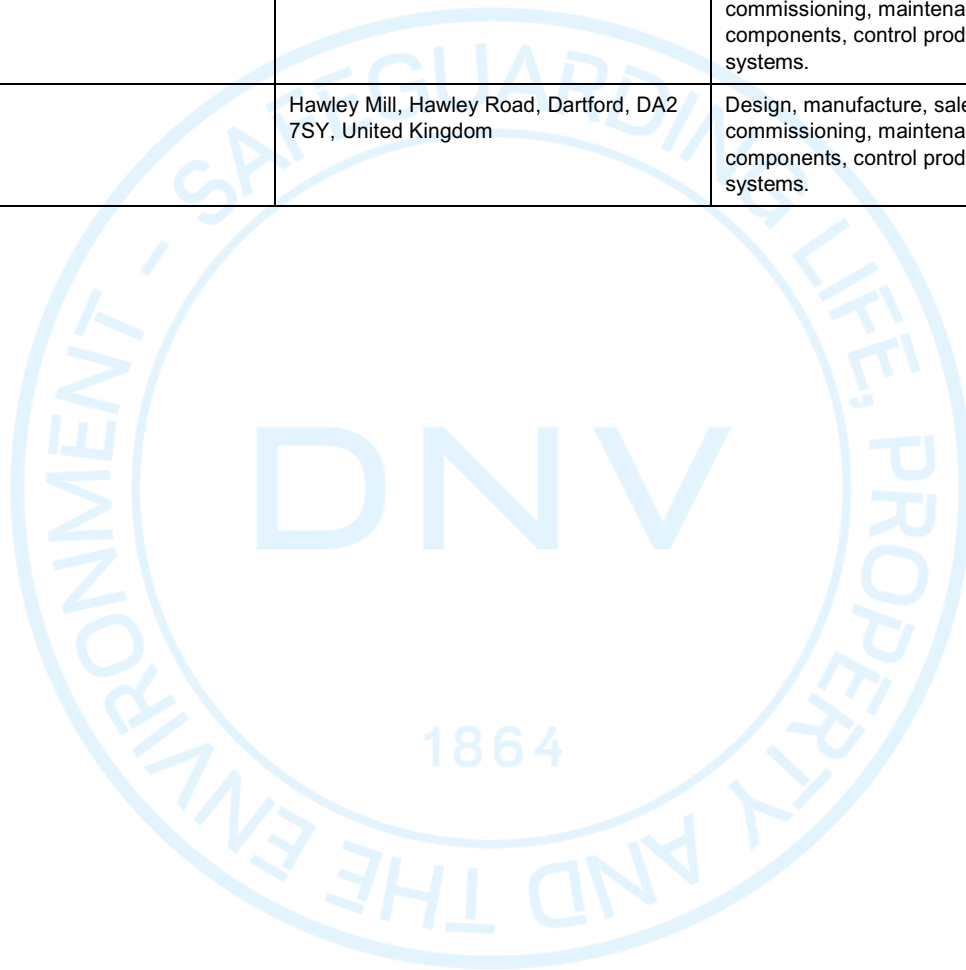 commissioning, maintena
components, control prod
systems.
Hawley Mill, Hawley Road, Dartford, DA2
7SY, United Kingdom
Design, manufacture, sale
commissioning, maintena
components, control prod
systems.
SAFEGUARDING LIFE, PROPERTY AND THE ENVIRONMENT -
DNV
1864